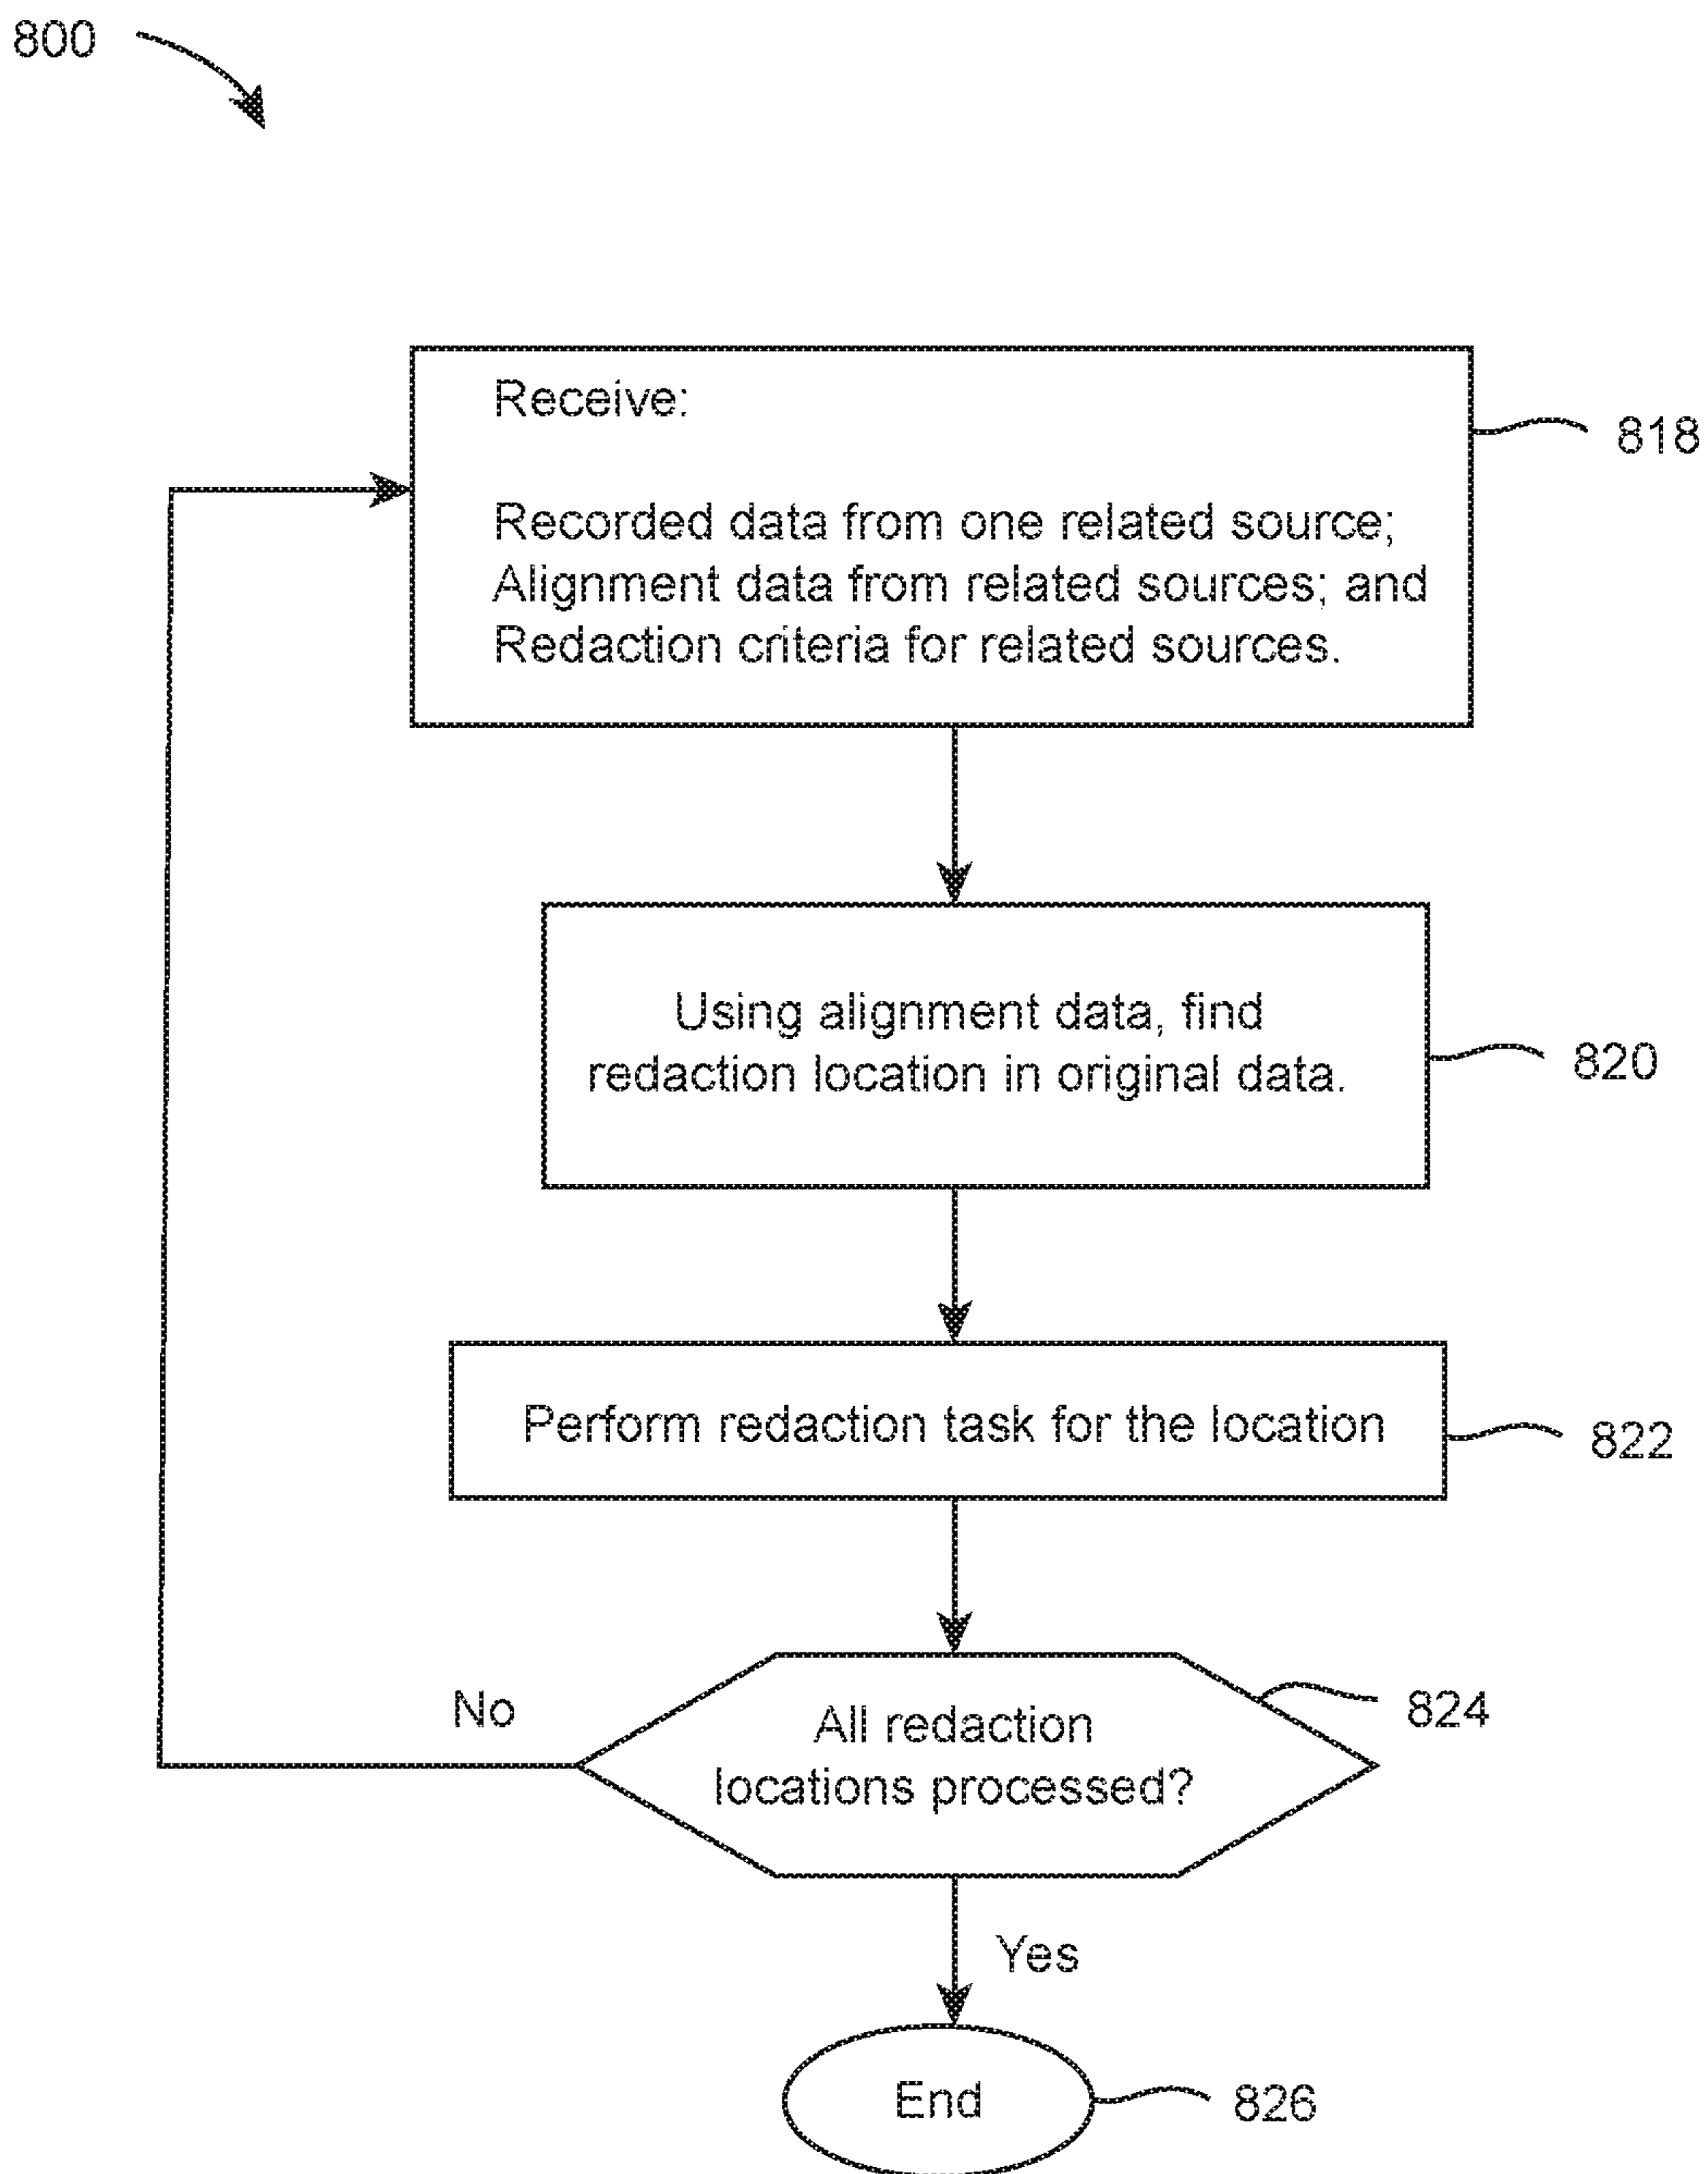 800
Receive:
818
Recorded data from one related source;
Alignment data from related sources; and
Redaction criteria for related sources.
Using alignment data, find
redaction location in original data.
820
Perform redaction task for the location
822
No
All redaction
locations processed?
824
Yes
End
826